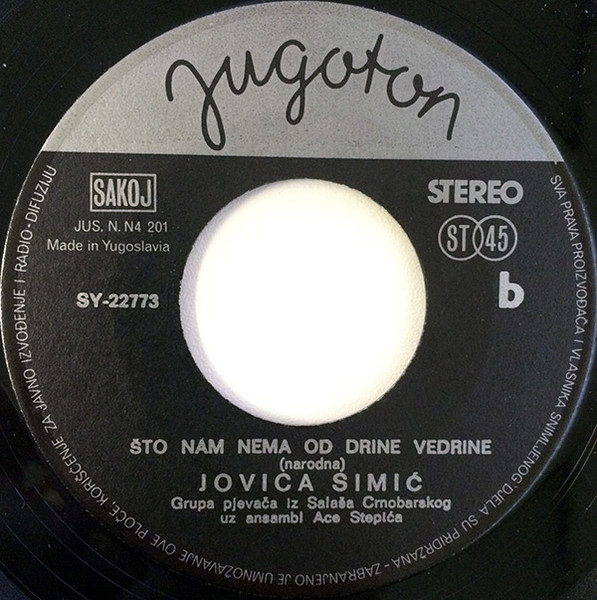 jugoton
SAKOJ
JUS. N. N4 201
Made in Yugoslavia
SY-22773
STEREO
ST 45
b
ŠTO NAM NEMA OD DRINE VEDRINE
(narodna)
JOVICA SIMIĆ
Grupa pjevača iz Salaša Crnobarskog
uz ansambl Ace Stepića
SVA PRAVA PROIZVOĐAČA I VLASNIKA SNIMLJENOG DJELA SU PRIDRŽANA - ZABRANJENO JE UMNOŽAVANJE OVE PLOČE, KORIŠĆENJE ZA JAVNO IZVOĐENJE I RADIO-DIFUZIJU